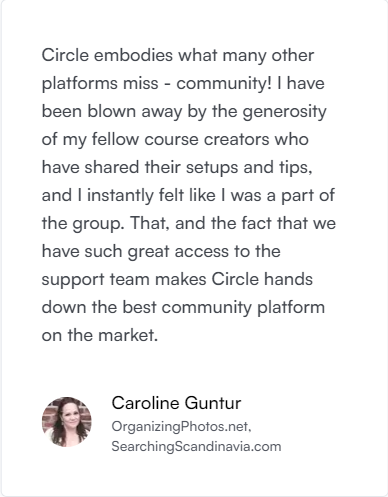 Circle embodies what many other
platforms miss - community! I have
been blown away by the generosity
of my fellow course creators who
have shared their setups and tips,
and I instantly felt like I was a part of
the group. That, and the fact that we
have such great access to the
support team makes Circle hands
down the best community platform
on the market.
Caroline Guntur
OrganizingPhotos.net,
SearchingScandinavia.com